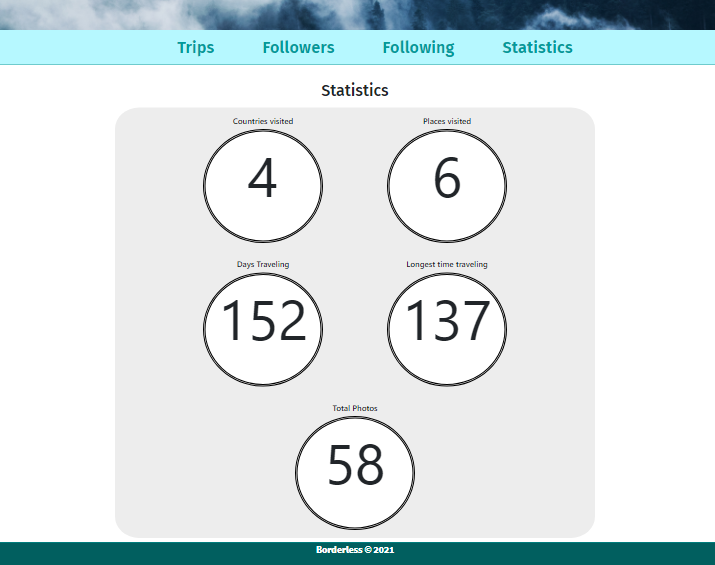 Trips Followers Following Statistics
Statistics
Countries visited Places visited
4 6
Days Traveling Longest time traveling
152 137
Total Photos
58
Borderless © 2021